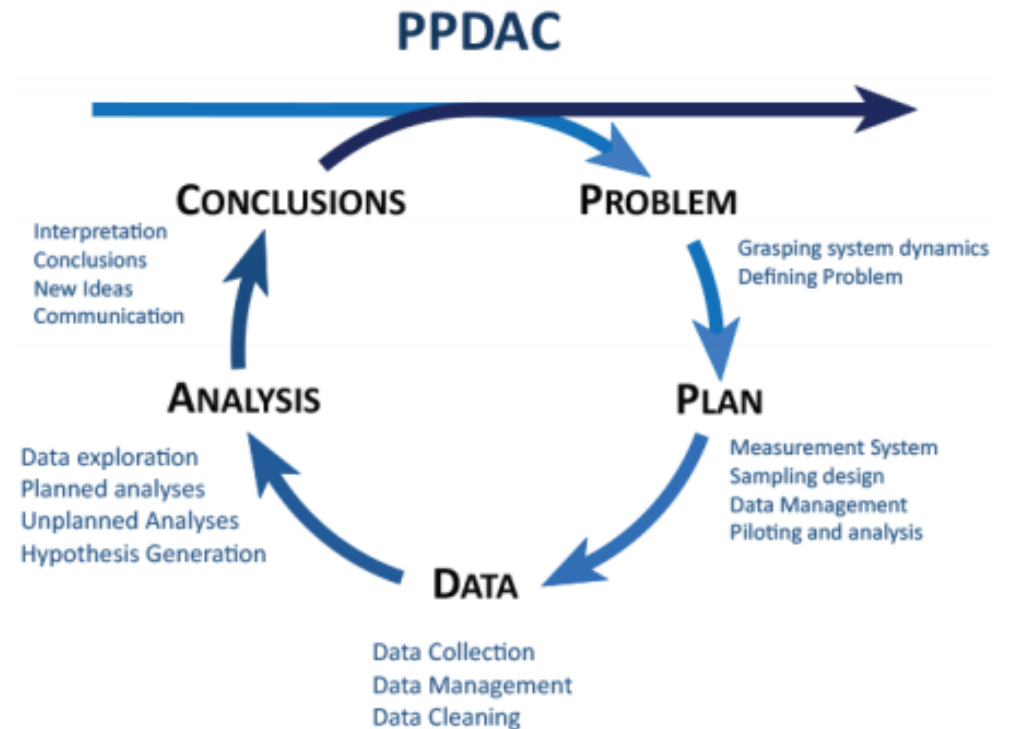 PPDAC
CONCLUSIONS
Interpretation
Conclusions
New Ideas
Communication
PROBLEM
Grasping system dynamics
Defining Problem
ANALYSIS
Data exploration
Planned analyses
Unplanned Analyses
Hypothesis Generation
PLAN
Measurement System
Sampling design
Data Management
Piloting and analysis
DATA
Data Collection
Data Management
Data Cleaning